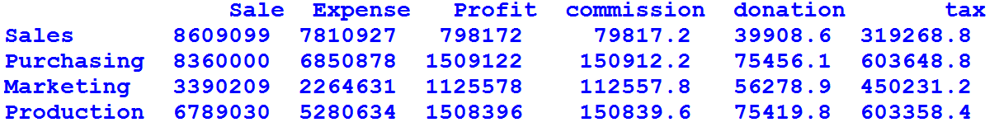 Sale Expense Profit commission donation tax
Sales 8609099 7810927 798172 79817.2 39908.6 319268.8
Purchasing 8360000 6850878 1509122 150912.2 75456.1 603648.8
Marketing 3390209 2264631 1125578 112557.8 56278.9 450231.2
Production 6789030 5280634 1508396 150839.6 75419.8 603358.4